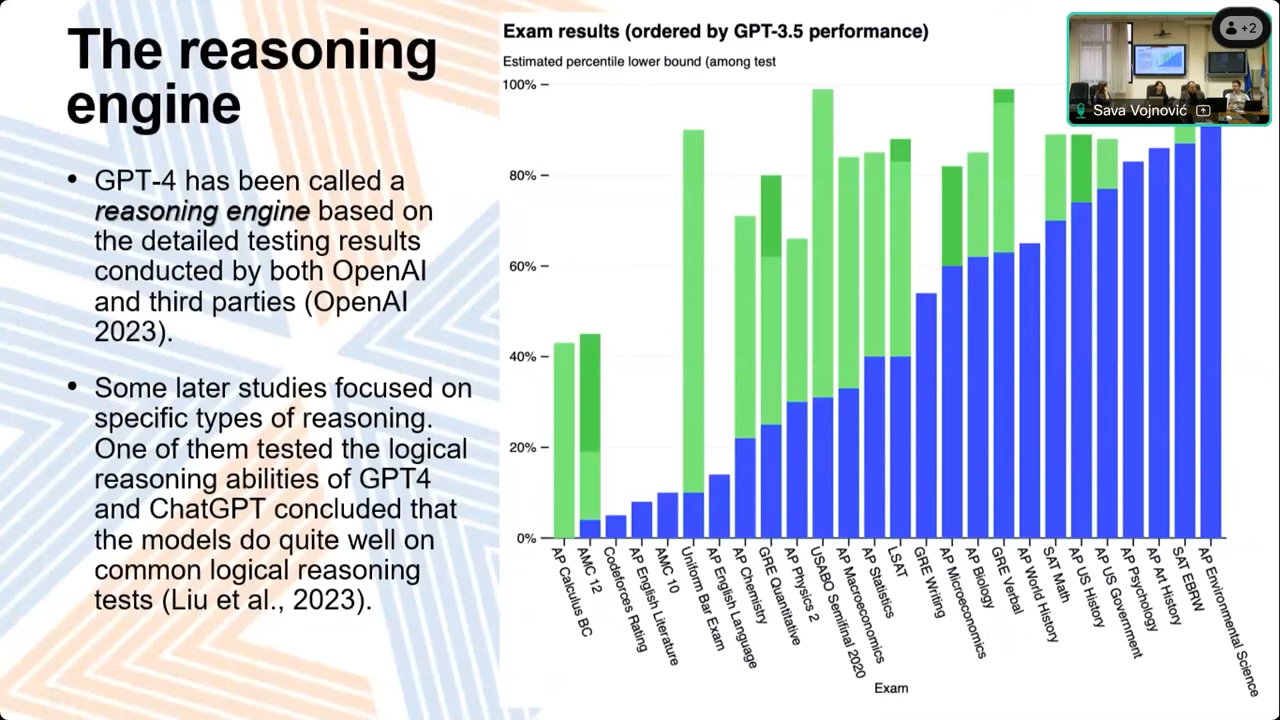 The reasoning
engine
• GPT-4 has been called a
reasoning engine based on
the detailed testing results
conducted by both OpenAI
and third parties (OpenAI
2023).
• Some later studies focused on
specific types of reasoning.
One of them tested the logical
reasoning abilities of GPT4
and ChatGPT concluded that
the models do quite well on
common logical reasoning
tests (Liu et al., 2023).
Exam results (ordered by GPT-3.5 performance)
Estimated percentile lower bound (among test
100%
80%
60%
40%
20%
0%
AP Calculus BC
AMC 12
Codeforces Rating
AP English Literature
AMC 10
Uniform Bar Exam
AP English Language
AP Chemistry
GRE Quantitative
AP Physics 2
USABO Semifinal 2020
AP Macroeconomics
AP Statistics
LSAT
GRE Writing
AP Microeconomics
AP Biology
GRE Verbal
AP World History
SAT Math
AP US History
AP US Government
AP Psychology
AP Art History
SAT EBRW
AP Environmental Science
Exam
+2
Sava Vojnović